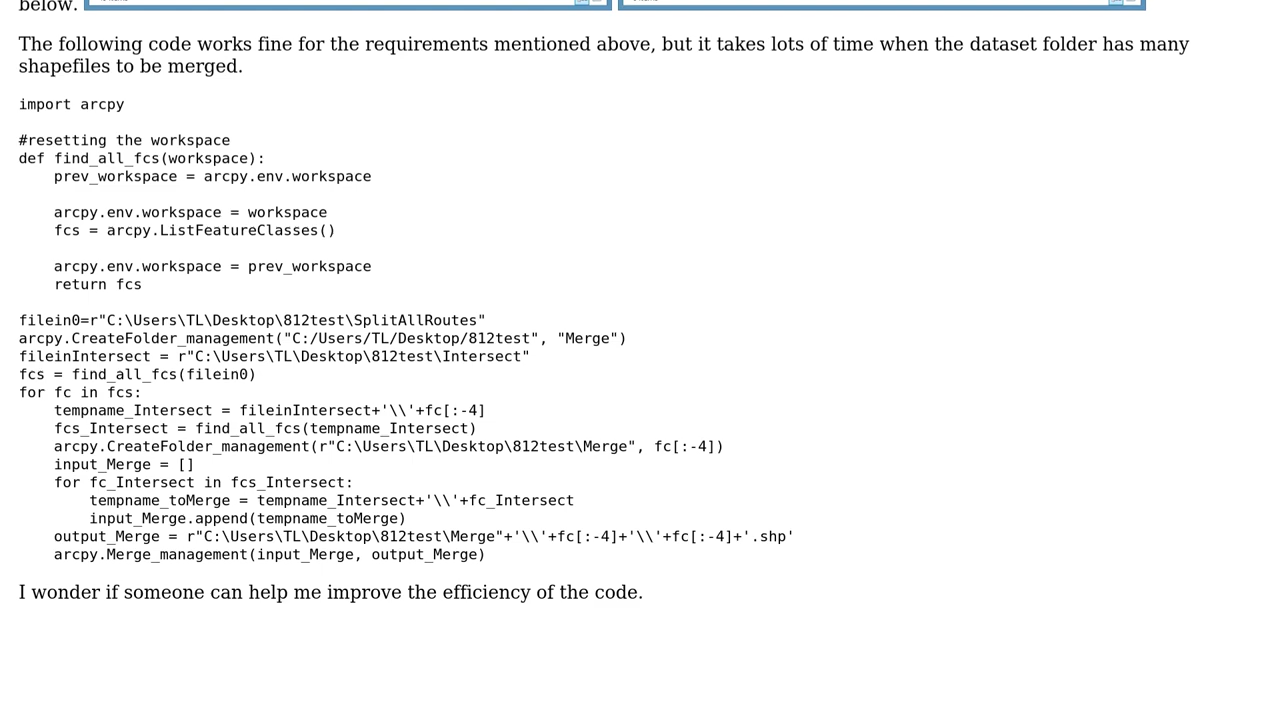 below.
The following code works fine for the requirements mentioned above, but it takes lots of time when the dataset folder has many
shapefiles to be merged.
import arcpy
#resetting the workspace
def find_all_fcs(workspace):
    prev_workspace = arcpy.env.workspace
    arcpy.env.workspace = workspace
    fcs = arcpy.ListFeatureClasses()
    arcpy.env.workspace = prev_workspace
    return fcs
filein0=r"C:\Users\TL\Desktop\812test\SplitAllRoutes"
arcpy.CreateFolder_management("C:/Users/TL/Desktop/812test", "Merge")
fileinIntersect = r"C:\Users\TL\Desktop\812test\Intersect"
fcs = find_all_fcs(filein0)
for fc in fcs:
    tempname_Intersect = fileinIntersect+'\\'+fc[:-4]
    fcs_Intersect = find_all_fcs(tempname_Intersect)
    arcpy.CreateFolder_management(r"C:\Users\TL\Desktop\812test\Merge", fc[:-4])
    input_Merge = []
    for fc_Intersect in fcs_Intersect:
        tempname_toMerge = tempname_Intersect+'\\'+fc_Intersect
        input_Merge.append(tempname_toMerge)
    output_Merge = r"C:\Users\TL\Desktop\812test\Merge"+'\\'+fc[:-4]+'\\'+fc[:-4]+'.shp'
    arcpy.Merge_management(input_Merge, output_Merge)
I wonder if someone can help me improve the efficiency of the code.